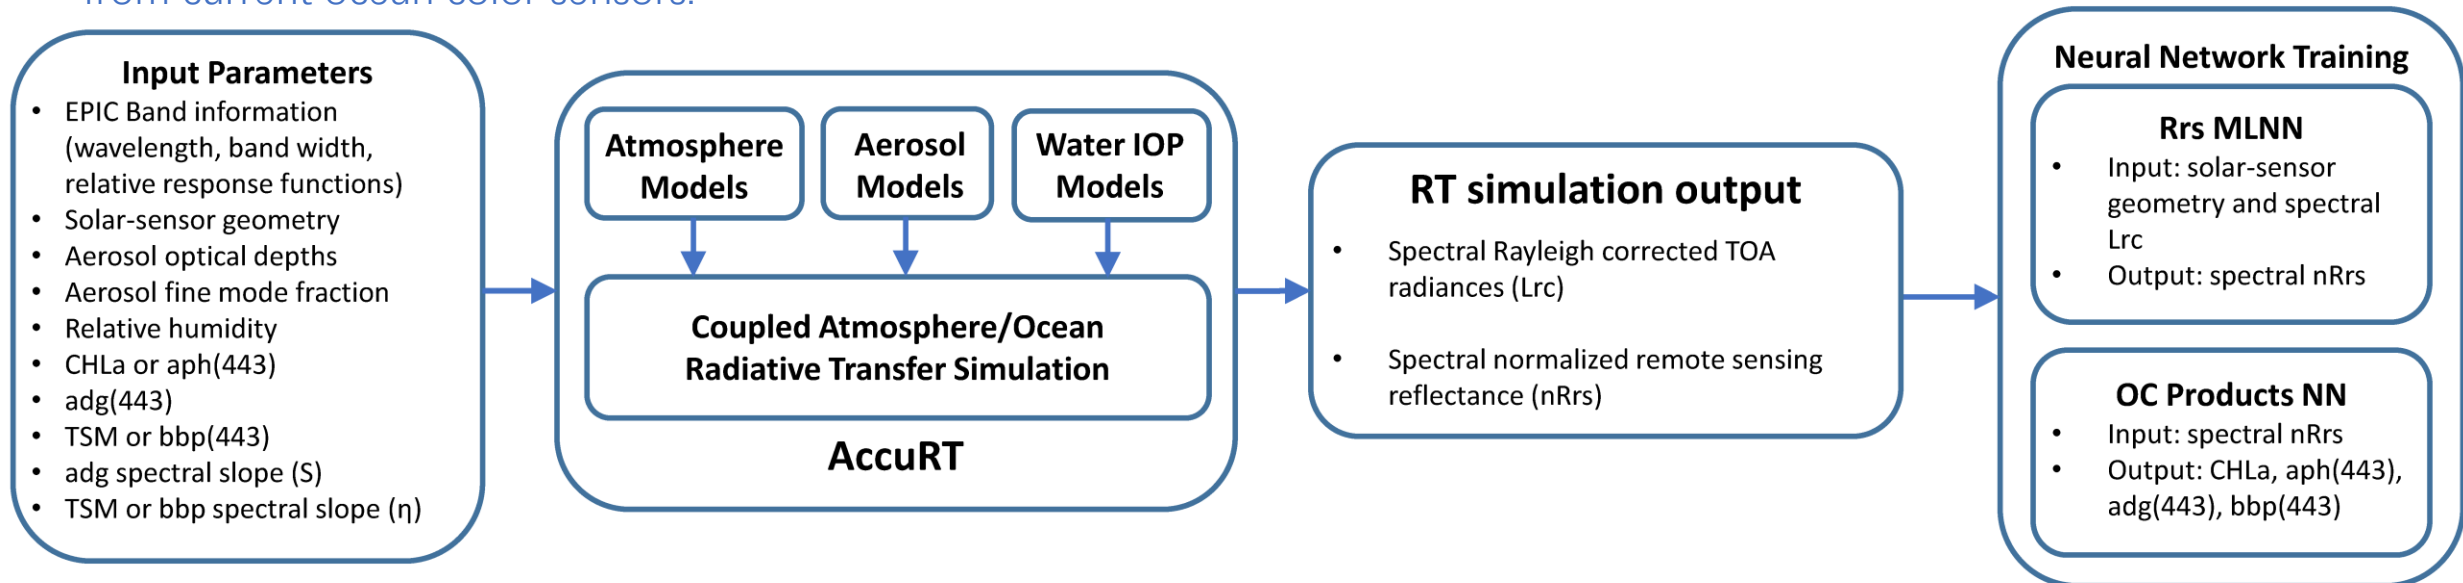 from current ocean color sensors.
Input Parameters
• EPIC Band information
(wavelength, band width,
relative response functions)
• Solar-sensor geometry
• Aerosol optical depths
• Aerosol fine mode fraction
• Relative humidity
• CHLa or aph(443)
• adg(443)
• TSM or bbp(443)
• adg spectral slope (S)
• TSM or bbp spectral slope (η)
Atmosphere
Models
Aerosol
Models
Water IOP
Models
Coupled Atmosphere/Ocean
Radiative Transfer Simulation
AccuRT
RT simulation output
• Spectral Rayleigh corrected TOA
radiances (Lrc)
• Spectral normalized remote sensing
reflectance (nRrs)
Neural Network Training
Rrs MLNN
• Input: solar-sensor
geometry and spectral
Lrc
• Output: spectral nRrs
OC Products NN
• Input: spectral nRrs
• Output: CHLa, aph(443),
adg(443), bbp(443)